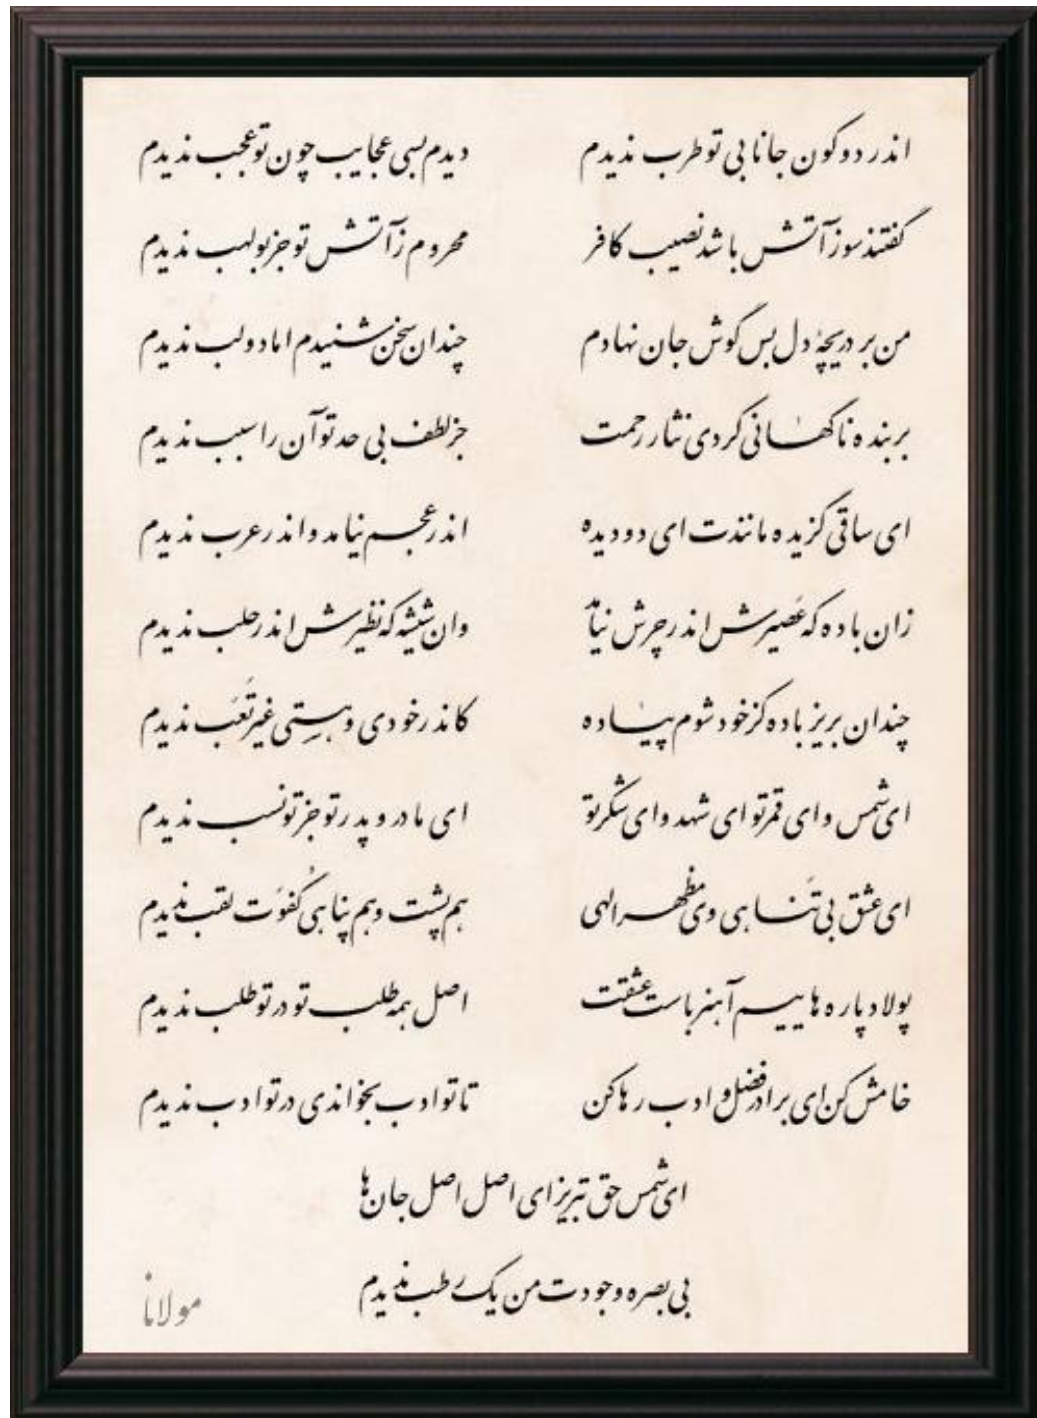 اندر دو کون جانا بی تو طرب ندیدم دیدم بسی عجایب چون تو عجب ندیدم
گفتند سوز آتش باشد نصیب کافر محروم ز آتش تو جز بولهب ندیدم
من بر دریچهٔ دل بس گوش جان نهادم چندان سخن شنیدم اما دو لب ندیدم
بر بنده ناگهانی کردی نثار رحمت جز لطف بی حد تو آن را سبب ندیدم
ای ساقی گزیده مانندت ای دو دیده اندر عجم نیامد و اندر عرب ندیدم
زان باده که عَصیرش اندر چرش نیامد وان شیشه که نظیرش اندر حلب ندیدم
چندان بریز باده کز خود شوم پیاده کاندر خودی و هستی غیر تَعَب ندیدم
ای شمس و ای قمر تو ای شهد و ای شکر تو ای مادر و پدر تو جز تو نسب ندیدم
ای عشق بی تَناهی وی مظهر الهی هم پشت و هم پناهی کُفوَت لقب ندیدم
پولادپاره هاییم آهنرباست عشقت اصل همه طلب تو در تو طلب ندیدم
خامش کن ای برادر فضل و ادب رها کن تا تو ادب بخواندی در تو ادب ندیدم
ای شمس حق تبریز ای اصل اصل جان ها
بی بصره وجودت من یک رطب ندیدم
مولانا